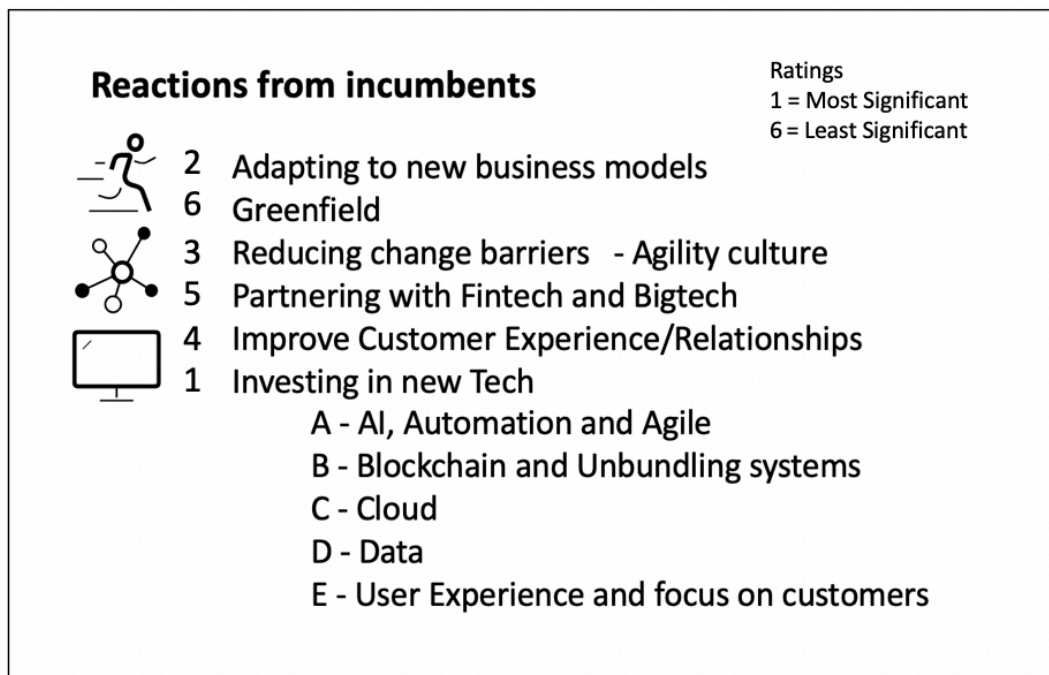 Reactions from incumbents
Ratings
1 = Most Significant
6 = Least Significant
2 Adapting to new business models
6 Greenfield
3 Reducing change barriers - Agility culture
5 Partnering with Fintech and Bigtech
4 Improve Customer Experience/Relationships
1 Investing in new Tech
A - AI, Automation and Agile
B - Blockchain and Unbundling systems
C - Cloud
D - Data
E - User Experience and focus on customers